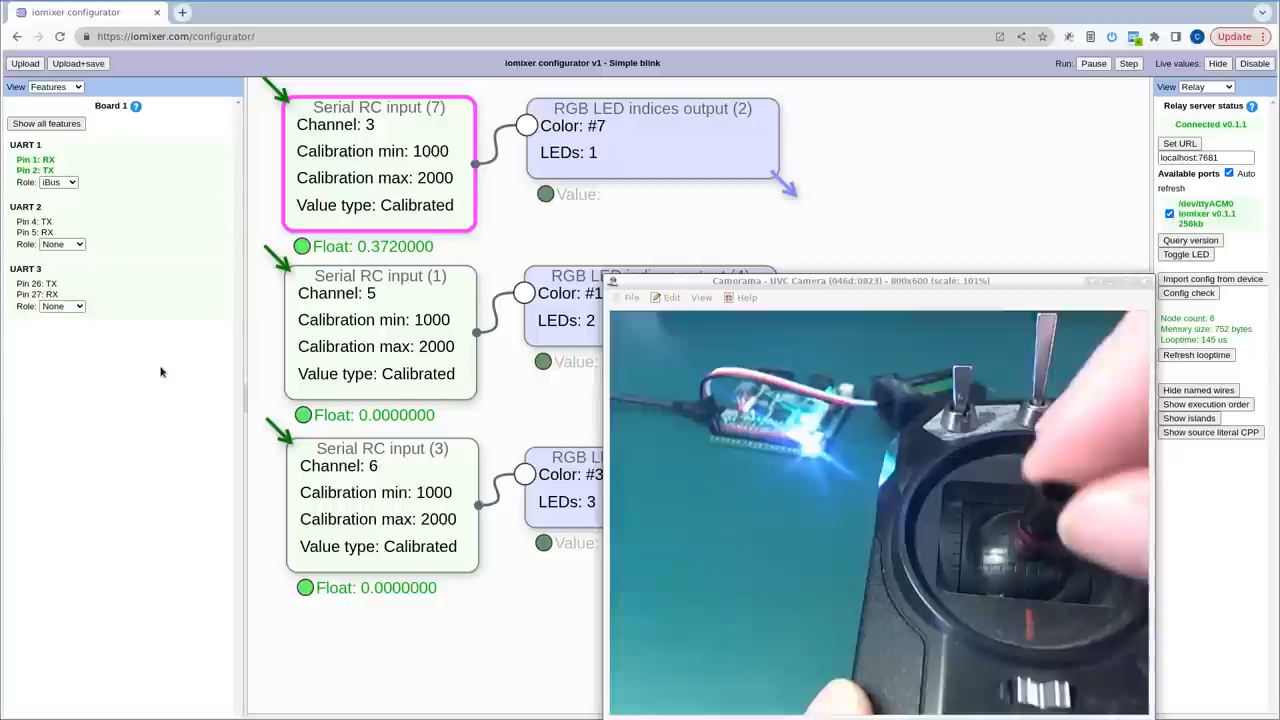 iomixer configurator
https://iomixer.com/configurator/
Update
Upload
Upload+save
iomixer configurator v1 - Simple blink
Run:
Pause
Step
Live values:
Hide
Disable
View
Features
Board 1
?
Show all features
UART 1
Pin 1: RX
Pin 2: TX
Role: iBus
UART 2
Pin 4: TX
Pin 5: RX
Role: None
UART 3
Pin 26: TX
Pin 27: RX
Role: None
Serial RC input (7)
Channel: 3
Calibration min: 1000
Calibration max: 2000
Value type: Calibrated
Float: 0.3720000
RGB LED indices output (2)
Color: #7
LEDs: 1
Value:
Serial RC input (1)
Channel: 5
Calibration min: 1000
Calibration max: 2000
Value type: Calibrated
Float: 0.0000000
RGB LED indices output (4)
Color: #1
LEDs: 2
Value:
Serial RC input (3)
Channel: 6
Calibration min: 1000
Calibration max: 2000
Value type: Calibrated
Float: 0.0000000
RGB L
Color: #3
LEDs: 3
Value:
Camorama - UVC Camera (046d:0823) - 800x600 (scale: 101%)
File
Edit
View
Help
View
Relay
Relay server status
?
Connected v0.1.1
Set URL
localhost:7681
Available ports
Auto
refresh
/dev/ttyACM0
iomixer v0.1.1
256kb
Query version
Toggle LED
Import config from device
Config check
Node count: 6
Memory size: 752 bytes
Looptime: 145 us
Refresh looptime
Hide named wires
Show execution order
Show islands
Show source literal CPP